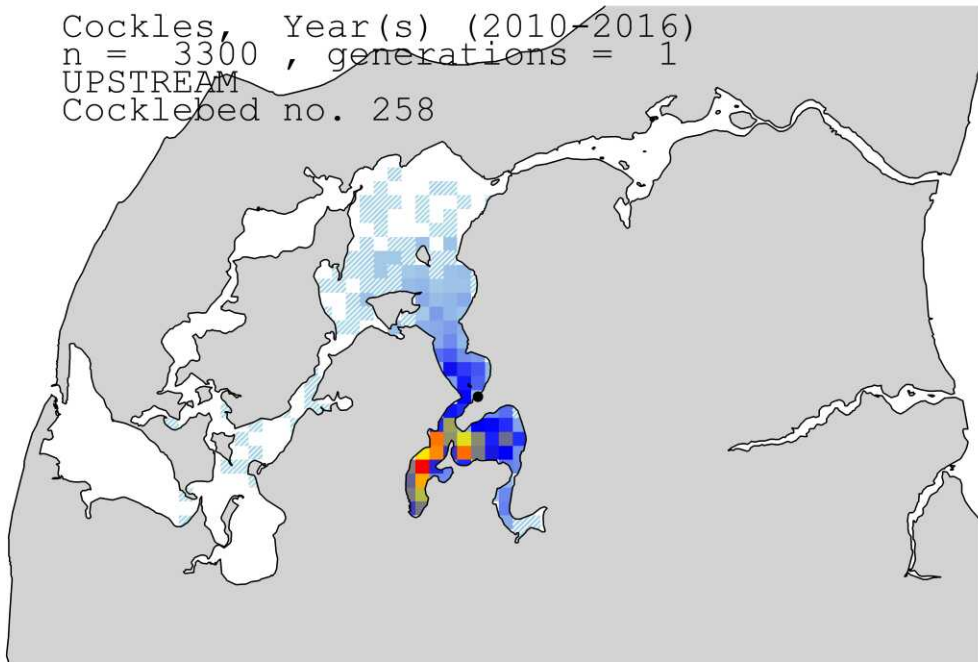 Cockles, Year(s) (2010-2016)
n = 3300 , generations = 1
UPSTREAM
Cocklebed no. 258